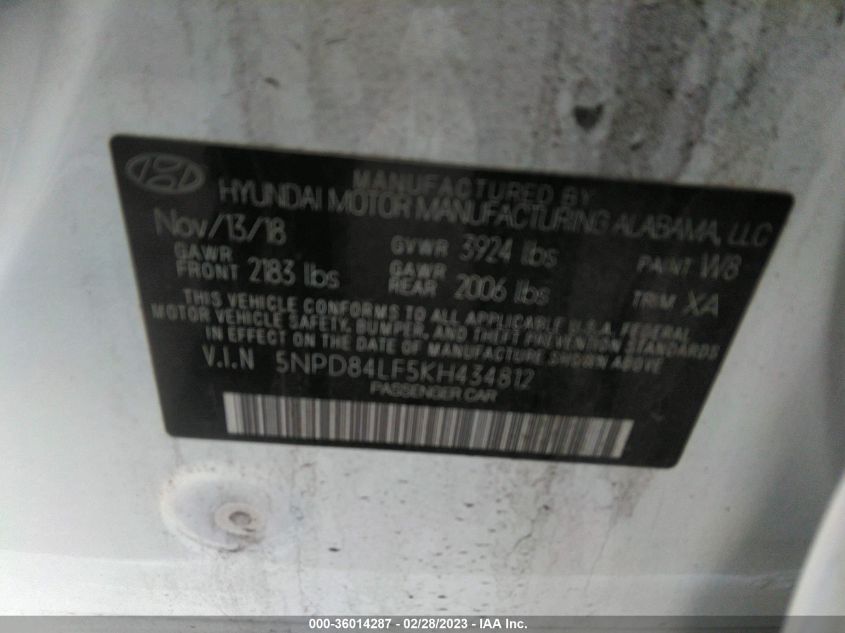 MANUFACTURED BY
HYUNDAI MOTOR MANUFACTURING ALABAMA, LLC
Nov/13/18 GVWR 3924 lbs PAINT W8
GAWR FRONT 2183 lbs GAWR REAR 2006 lbs TRIM XA
THIS VEHICLE CONFORMS TO ALL APPLICABLE U.S.A. FEDERAL
MOTOR VEHICLE SAFETY, BUMPER, AND THEFT PREVENTION STANDARDS
IN EFFECT ON THE DATE OF MANUFACTURE SHOWN ABOVE.
V.I.N 5NPD84LF5KH434812
PASSENGER CAR
000-36014287 - 02/28/2023 - IAA Inc.